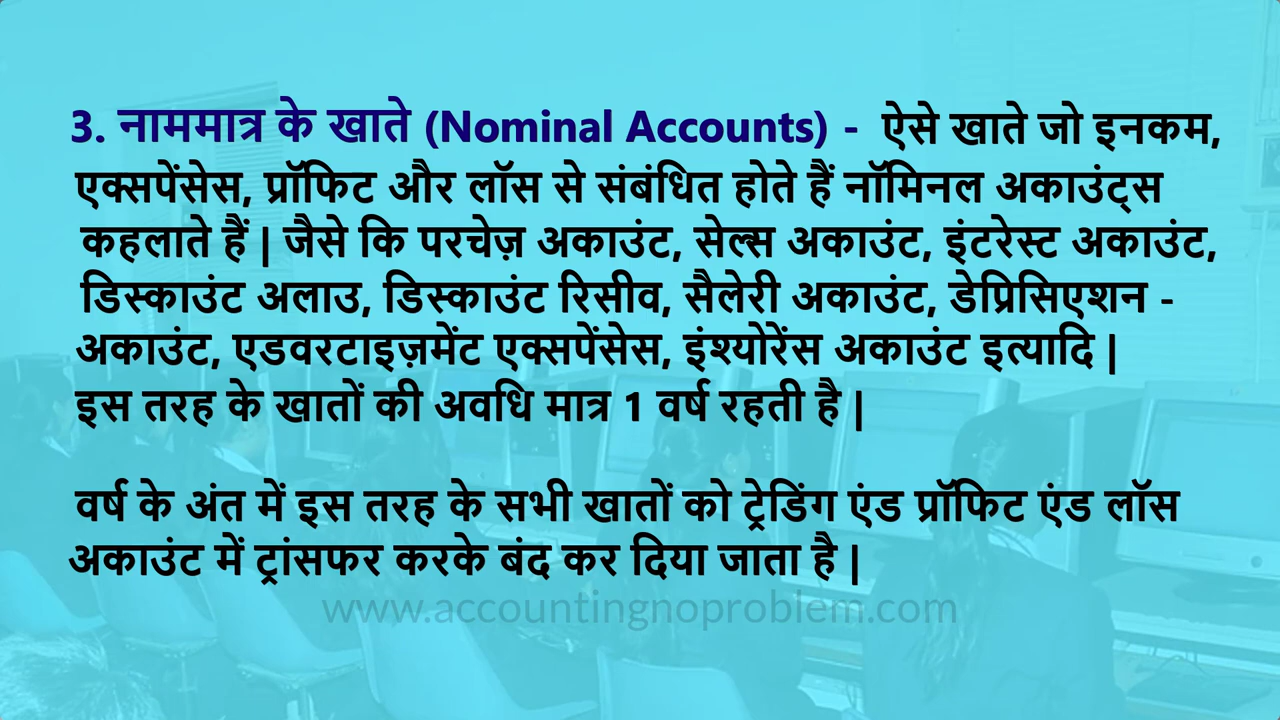 3. नाममात्र के खाते (Nominal Accounts) - ऐसे खाते जो इनकम,
एक्सपेंसेस, प्रॉफिट और लॉस से संबंधित होते हैं नॉमिनल अकाउंट्स
कहलाते हैं | जैसे कि परचेज़ अकाउंट, सेल्स अकाउंट, इंटरेस्ट अकाउंट,
डिस्काउंट अलाउ, डिस्काउंट रिसीव, सैलेरी अकाउंट, डेप्रिसिएशन -
अकाउंट, एडवरटाइज़मेंट एक्सपेंसेस, इंश्योरेंस अकाउंट इत्यादि |
इस तरह के खातों की अवधि मात्र 1 वर्ष रहती है |
वर्ष के अंत में इस तरह के सभी खातों को ट्रेडिंग एंड प्रॉफिट एंड लॉस
अकाउंट में ट्रांसफर करके बंद कर दिया जाता है |
www.accountingnoproblem.com